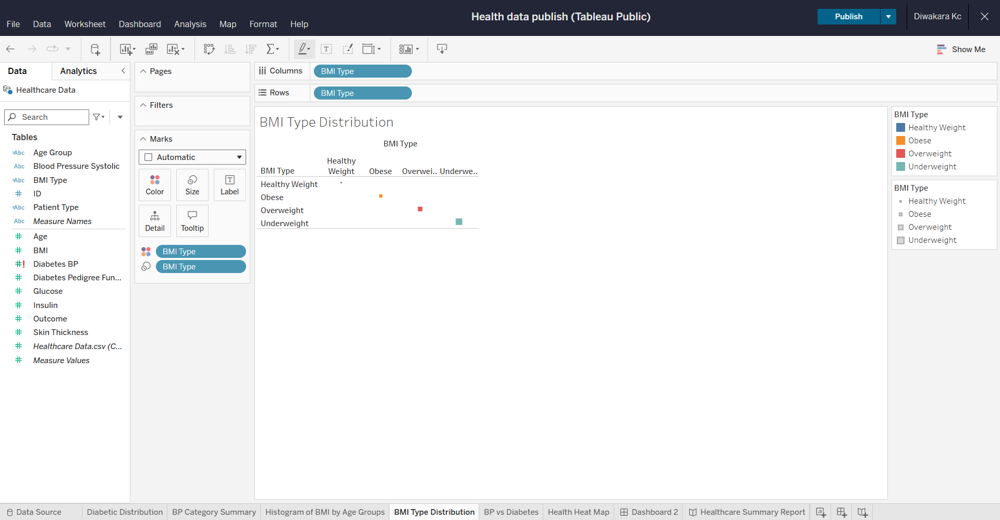 Health data publish (Tableau Public)
Publish
Diwakara Kc
File Data Worksheet Dashboard Analysis Map Format Help
Show Me
Data Analytics
Healthcare Data
Search
Tables
Abc Age Group
Abc Blood Pressure Systolic
Abc BMI Type
ID
Abc Patient Type
Abc Measure Names
Age
BMI
Diabetes BP
Diabetes Pedigree Fun...
Glucose
Insulin
Outcome
Skin Thickness
Healthcare Data.csv (C...
Measure Values
Pages
Filters
Marks
Automatic
Color Size Label
Detail Tooltip
BMI Type
BMI Type
Columns BMI Type
Rows BMI Type
BMI Type Distribution
BMI Type
BMI Type Healthy Weight Obese Overwei.. Underwe..
Healthy Weight
Obese
Overweight
Underweight
BMI Type
Healthy Weight
Obese
Overweight
Underweight
BMI Type
Healthy Weight
Obese
Overweight
Underweight
Data Source Diabetic Distribution BP Category Summary Histogram of BMI by Age Groups BMI Type Distribution BP vs Diabetes Health Heat Map Dashboard 2 Healthcare Summary Report